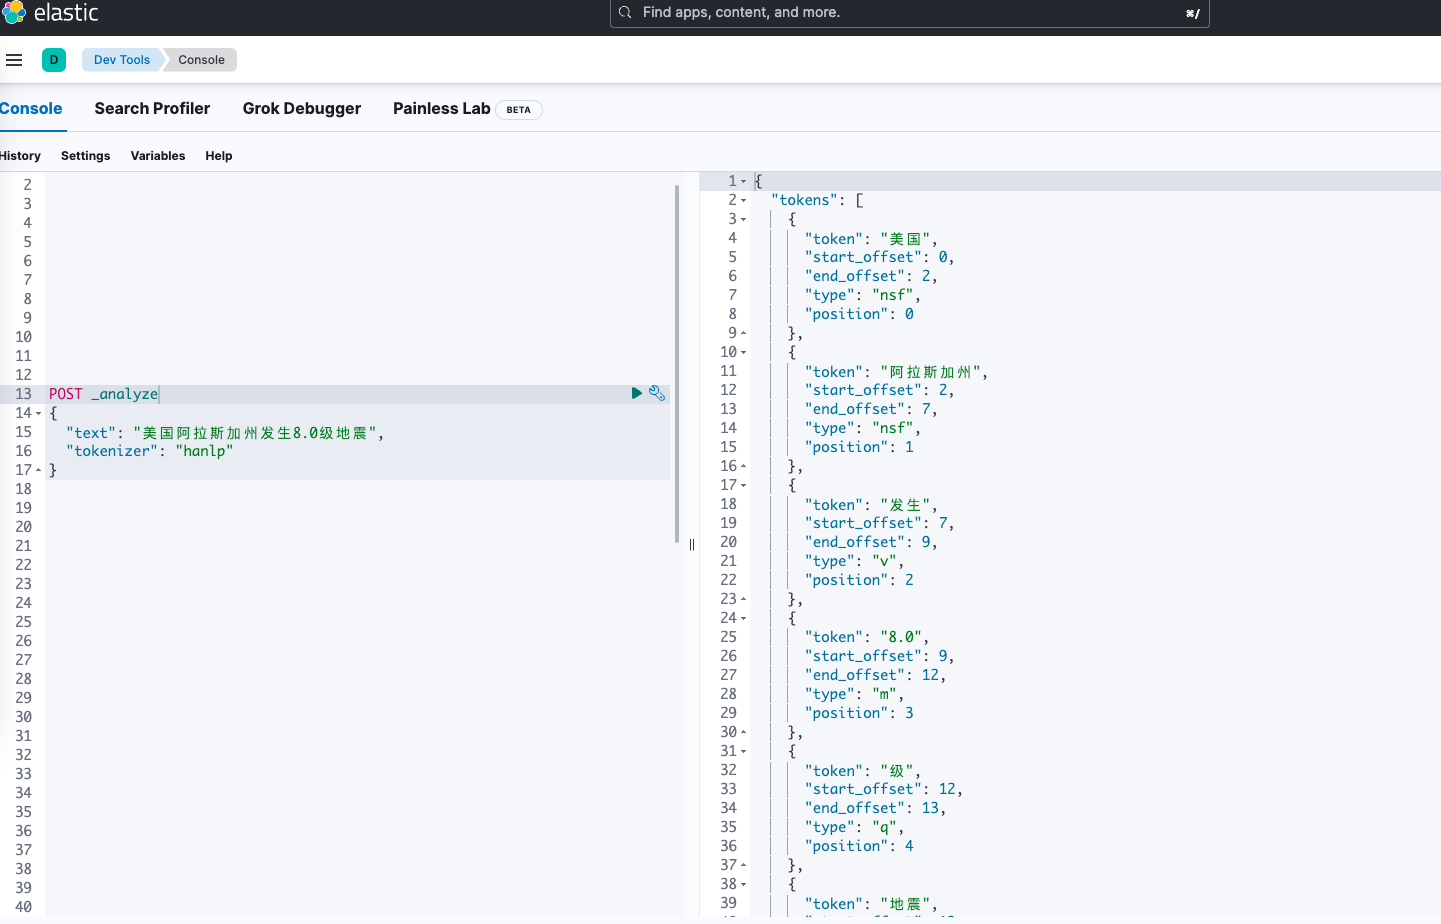 elastic
Find apps, content, and more.
⌘/
D
Dev Tools
Console
Console
Search Profiler
Grok Debugger
Painless Lab
BETA
History
Settings
Variables
Help
2
3
4
5
6
7
8
9
10
11
12
13 POST _analyze
14 {
15 "text": "美国阿拉斯加州发生8.0级地震",
16 "tokenizer": "hanlp"
17 }
18
19
20
21
22
23
24
25
26
27
28
29
30
31
32
33
34
35
36
37
38
39
40
1 {
2 "tokens": [
3 {
4 "token": "美国",
5 "start_offset": 0,
6 "end_offset": 2,
7 "type": "nsf",
8 "position": 0
9 },
10 {
11 "token": "阿拉斯加州",
12 "start_offset": 2,
13 "end_offset": 7,
14 "type": "nsf",
15 "position": 1
16 },
17 {
18 "token": "发生",
19 "start_offset": 7,
20 "end_offset": 9,
21 "type": "v",
22 "position": 2
23 },
24 {
25 "token": "8.0",
26 "start_offset": 9,
27 "end_offset": 12,
28 "type": "m",
29 "position": 3
30 },
31 {
32 "token": "级",
33 "start_offset": 12,
34 "end_offset": 13,
35 "type": "q",
36 "position": 4
37 },
38 {
39 "token": "地震",